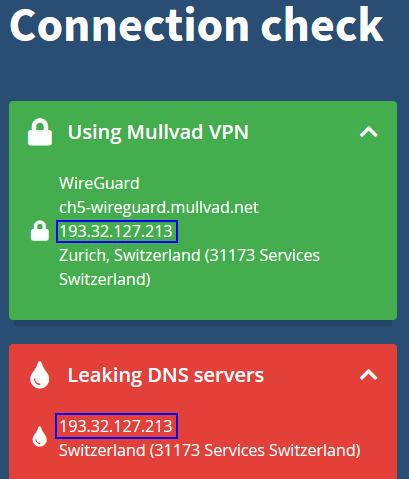 Connection check
Using Mullvad VPN
WireGuard
ch5-wireguard.mullvad.net
193.32.127.213
Zurich, Switzerland (31173 Services
Switzerland)
Leaking DNS servers
193.32.127.213
Switzerland (31173 Services Switzerland)